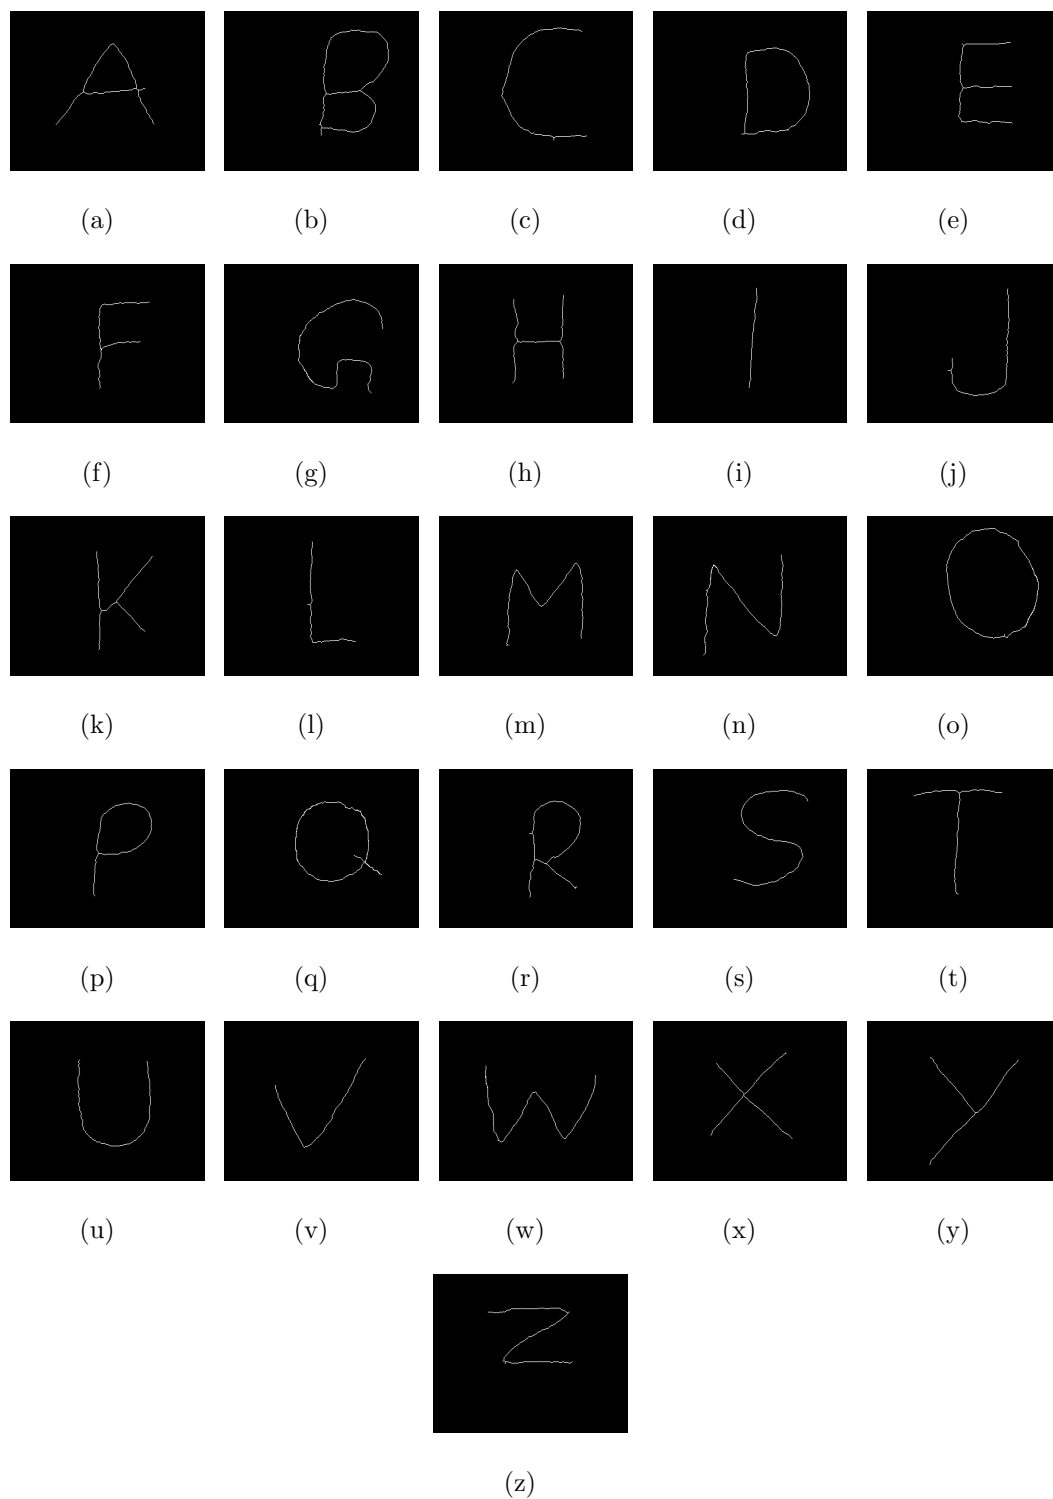 A B C D E
(a) (b) (c) (d) (e)
F G H I J
(f) (g) (h) (i) (j)
K L M N O
(k) (l) (m) (n) (o)
P Q R S T
(p) (q) (r) (s) (t)
U V W X Y
(u) (v) (w) (x) (y)
Z
(z)